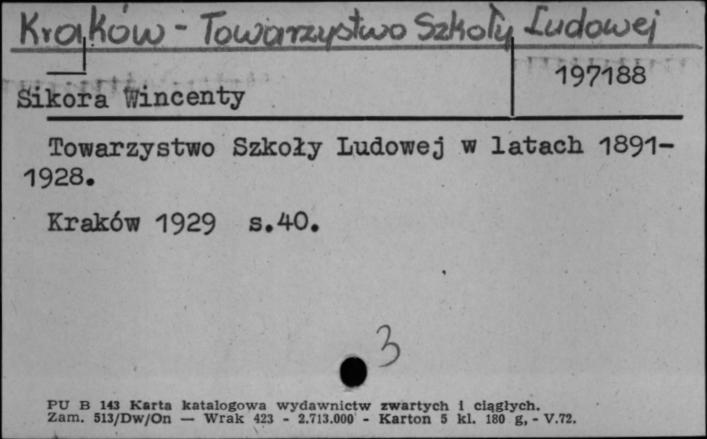 Kraków - Towarzystwo Szkoły Ludowej
197188
Sikora Wincenty
Towarzystwo Szkoły Ludowej w latach 1891-
1928.
Kraków 1929 s.40.
3
PU B 143 Karta katalogowa wydawnictw zwartych i ciągłych.
Zam. 513/Dw/On — Wrak 423 - 2.713.000 - Karton 5 kl. 180 g, - V.72.